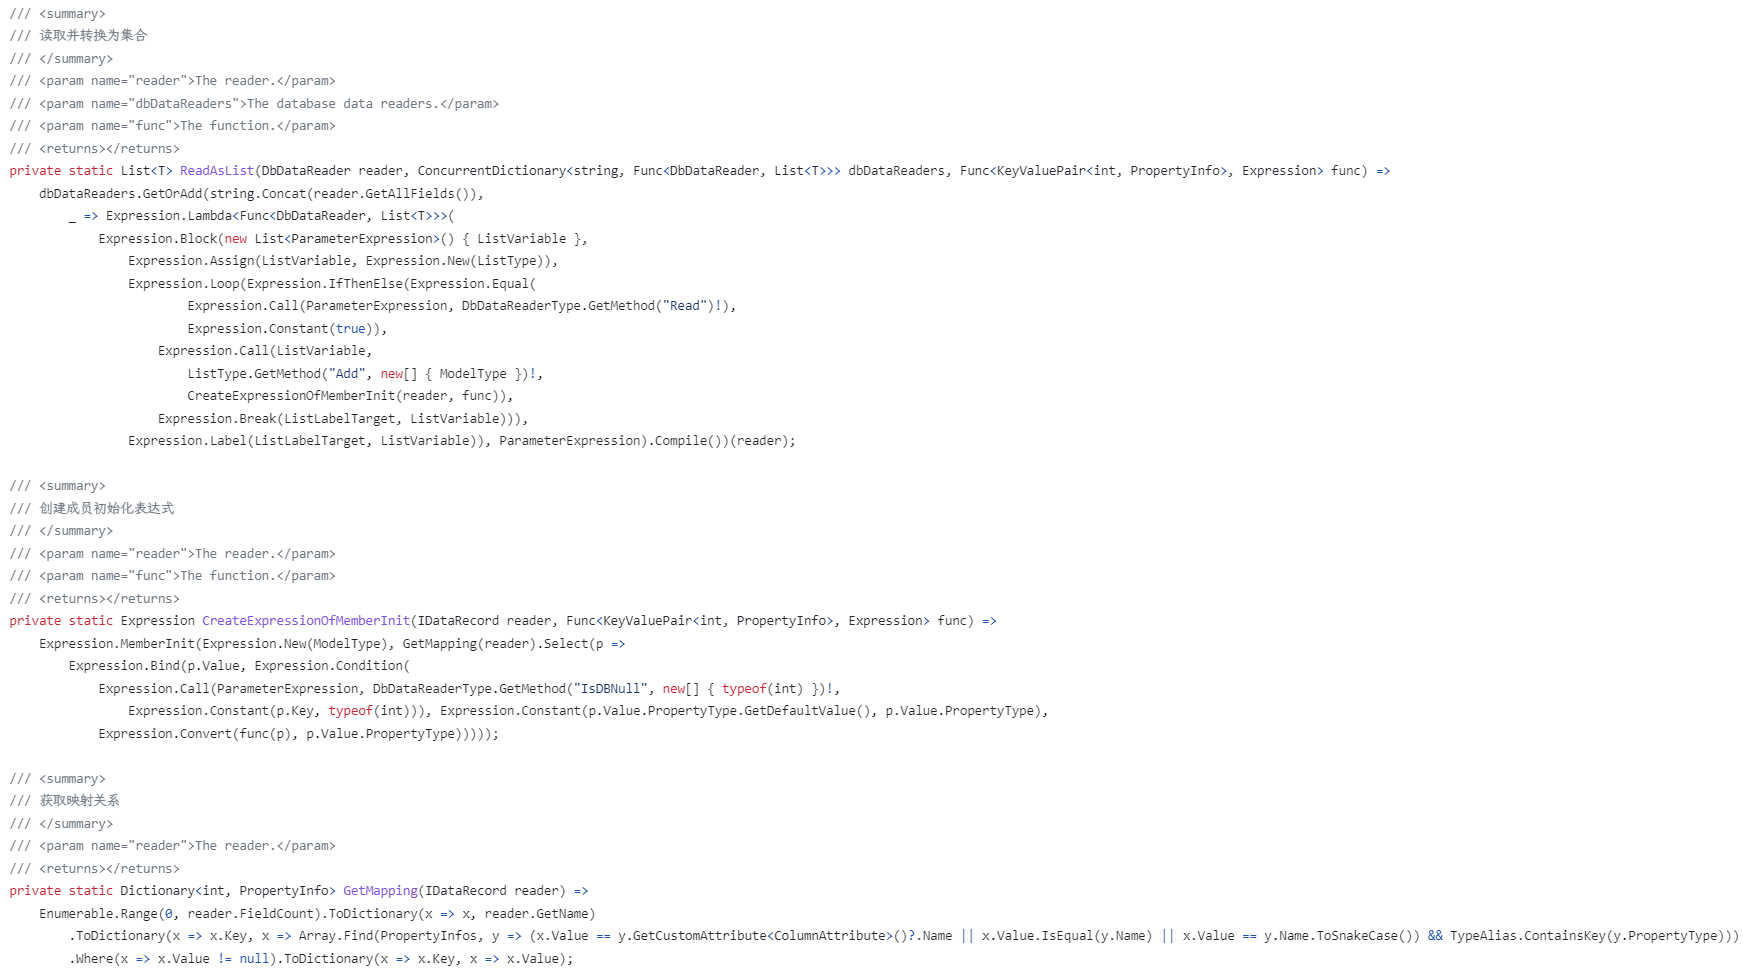 /// <summary>
/// 读取并转换为集合
/// </summary>
/// <param name="reader">The reader.</param>
/// <param name="dbDataReaders">The database data readers.</param>
/// <param name="func">The function.</param>
/// <returns></returns>
private static List<T> ReadAsList(DbDataReader reader, ConcurrentDictionary<string, Func<DbDataReader, List<T>>> dbDataReaders, Func<KeyValuePair<int, PropertyInfo>, Expression> func) =>
    dbDataReaders.GetOrAdd(string.Concat(reader.GetAllFields()),
        _ => Expression.Lambda<Func<DbDataReader, List<T>>>(
            Expression.Block(new List<ParameterExpression>() { ListVariable },
                Expression.Assign(ListVariable, Expression.New(ListType)),
                Expression.Loop(Expression.IfThenElse(Expression.Equal(
                        Expression.Call(ParameterExpression, DbDataReaderType.GetMethod("Read")!),
                        Expression.Constant(true)),
                    Expression.Call(ListVariable,
                        ListType.GetMethod("Add", new[] { ModelType })!,
                        CreateExpressionOfMemberInit(reader, func)),
                    Expression.Break(ListLabelTarget, ListVariable))),
                Expression.Label(ListLabelTarget, ListVariable)), ParameterExpression).Compile())(reader);
/// <summary>
/// 创建成员初始化表达式
/// </summary>
/// <param name="reader">The reader.</param>
/// <param name="func">The function.</param>
/// <returns></returns>
private static Expression CreateExpressionOfMemberInit(IDataRecord reader, Func<KeyValuePair<int, PropertyInfo>, Expression> func) =>
    Expression.MemberInit(Expression.New(ModelType), GetMapping(reader).Select(p =>
        Expression.Bind(p.Value, Expression.Condition(
            Expression.Call(ParameterExpression, DbDataReaderType.GetMethod("IsDBNull", new[] { typeof(int) })!,
                Expression.Constant(p.Key, typeof(int))), Expression.Constant(p.Value.PropertyType.GetDefaultValue(), p.Value.PropertyType),
            Expression.Convert(func(p), p.Value.PropertyType)))));
/// <summary>
/// 获取映射关系
/// </summary>
/// <param name="reader">The reader.</param>
/// <returns></returns>
private static Dictionary<int, PropertyInfo> GetMapping(IDataRecord reader) =>
    Enumerable.Range(0, reader.FieldCount).ToDictionary(x => x, reader.GetName)
        .ToDictionary(x => x.Key, x => Array.Find(PropertyInfos, y => (x.Value == y.GetCustomAttribute<ColumnAttribute>()?.Name || x.Value.IsEqual(y.Name) || x.Value == y.Name.ToSnakeCase()) && TypeAlias.ContainsKey(y.PropertyType)))
        .Where(x => x.Value != null).ToDictionary(x => x.Key, x => x.Value);